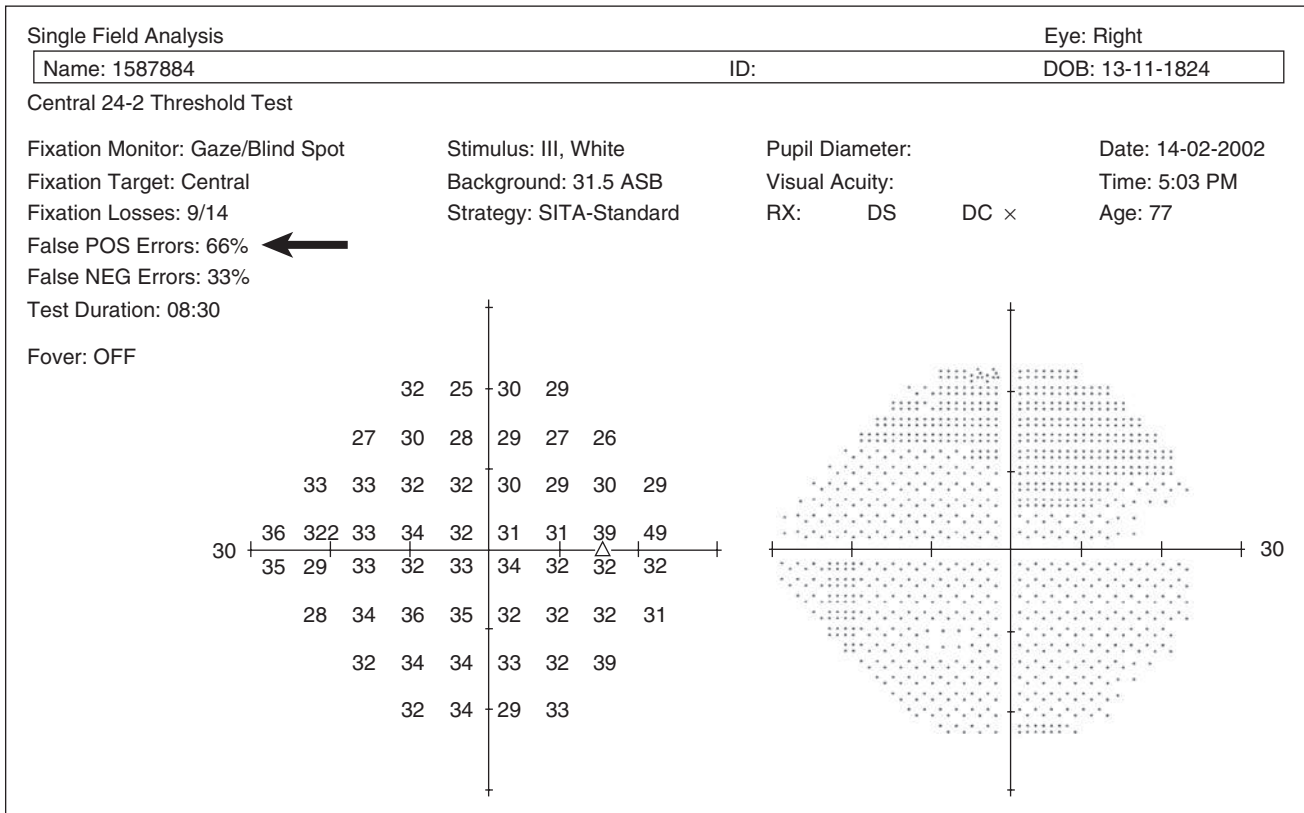 Single Field Analysis Eye: Right
Name: 1587884 ID: DOB: 13-11-1824
Central 24-2 Threshold Test
Fixation Monitor: Gaze/Blind Spot Stimulus: III, White Pupil Diameter: Date: 14-02-2002
Fixation Target: Central Background: 31.5 ASB Visual Acuity: Time: 5:03 PM
Fixation Losses: 9/14 Strategy: SITA-Standard RX: DS DC × Age: 77
False POS Errors: 66%
False NEG Errors: 33%
Test Duration: 08:30
Fover: OFF
32 25 30 29
27 30 28 29 27 26
33 33 32 32 30 29 30 29
36 322 33 34 32 31 31 39 49
30 30
35 29 33 32 33 34 32 32 32
28 34 36 35 32 32 32 31
32 34 34 33 32 39
32 34 29 33